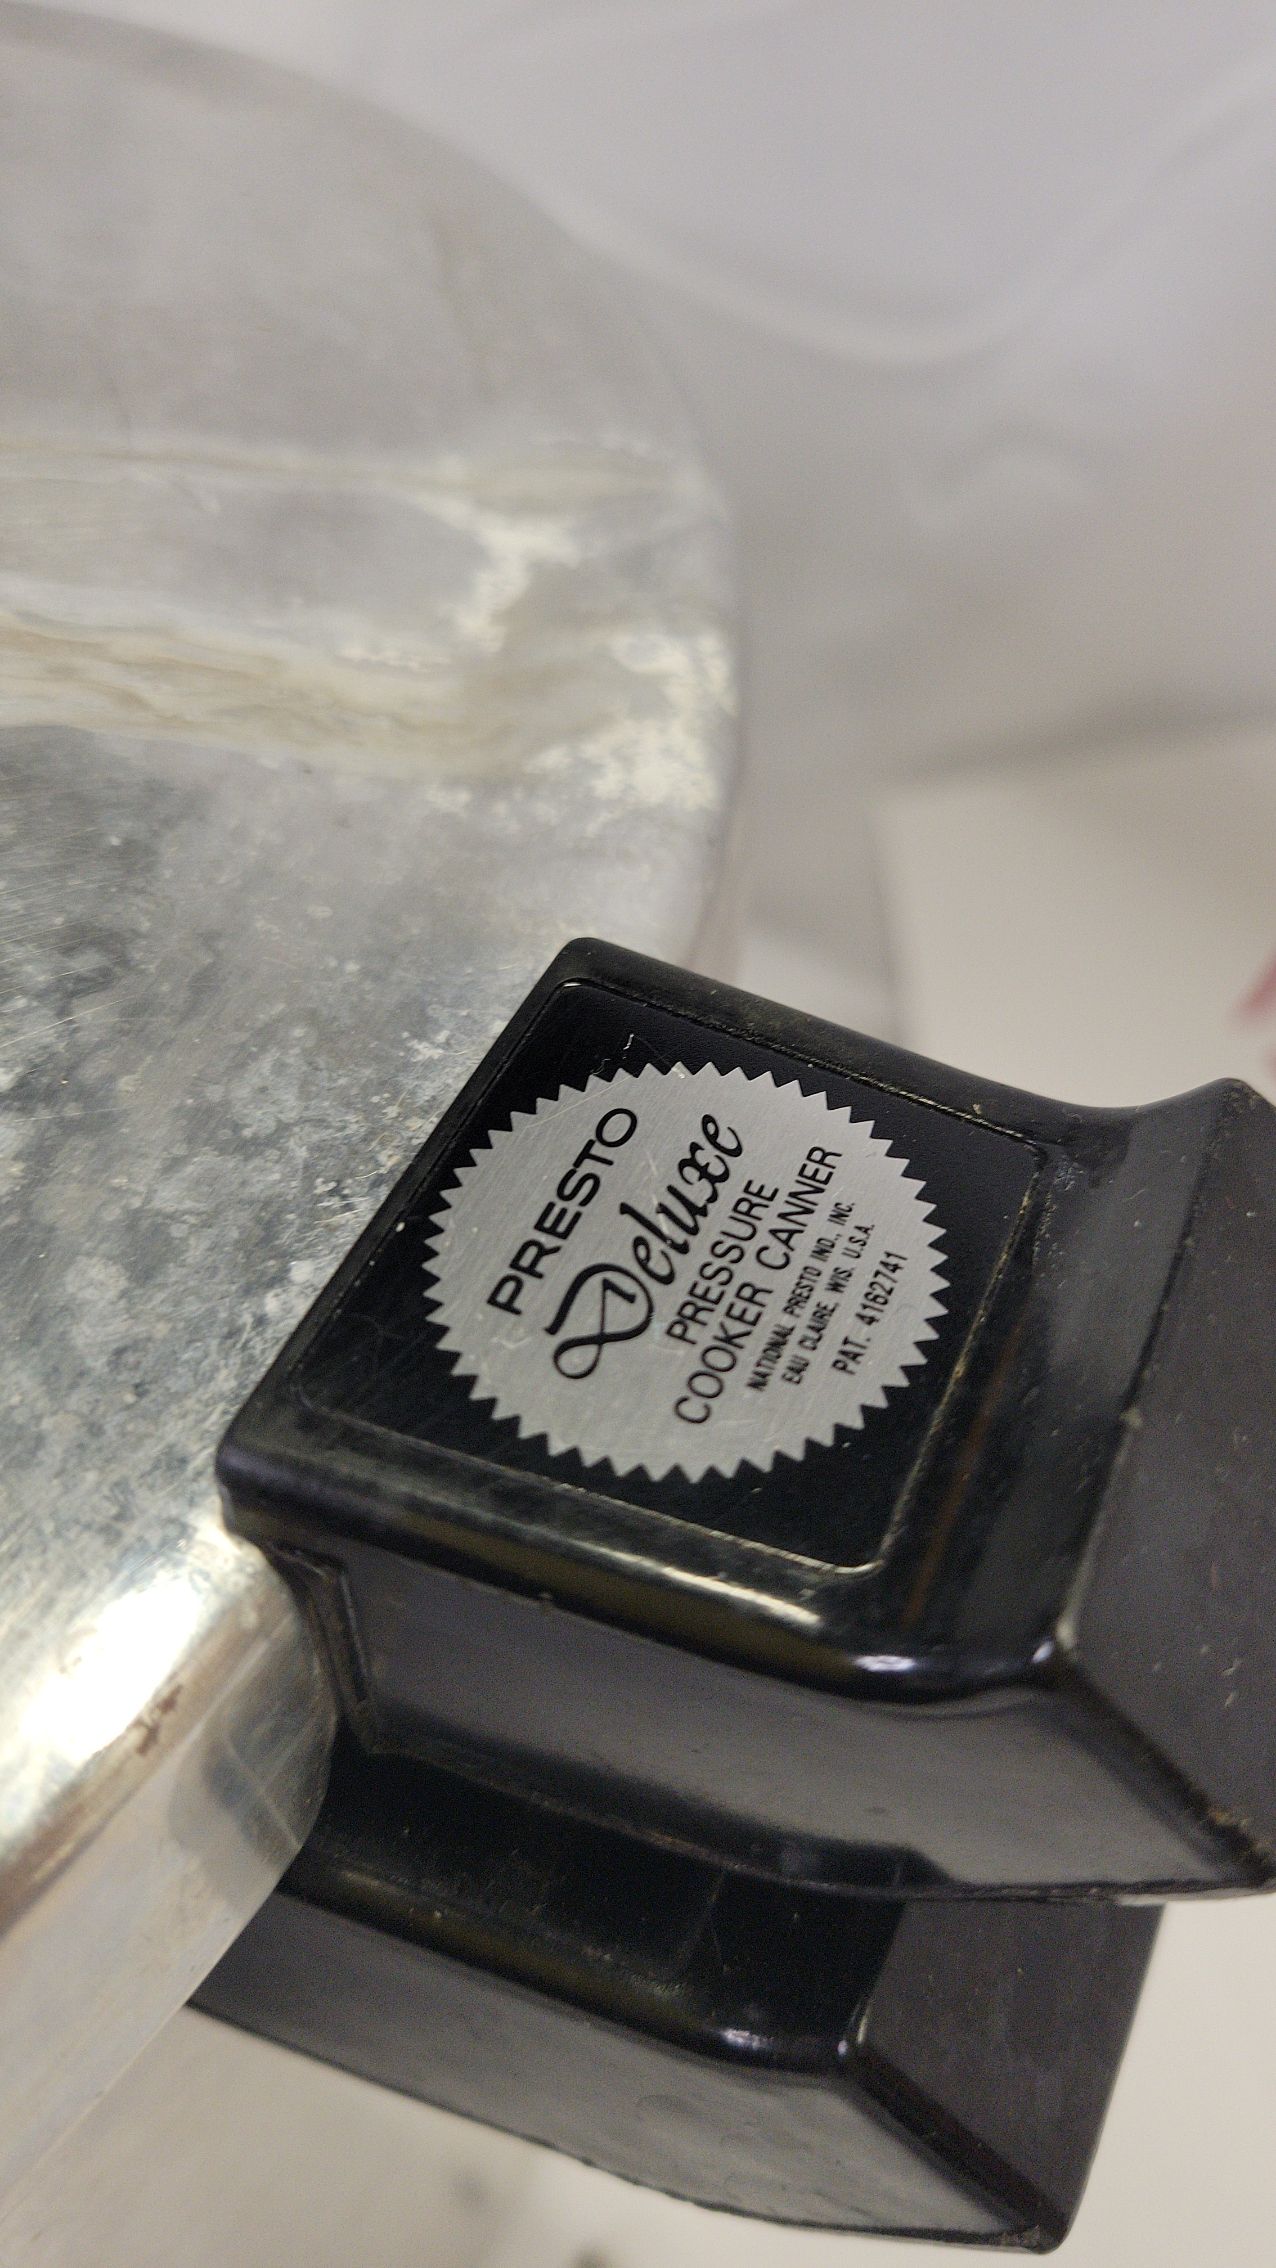 PRESTO
Deluxe
PRESSURE
COOKER CANNER
NATIONAL PRESTO IND., INC.
EAU CLAIRE, WIS. U.S.A.
PAT. 4162741